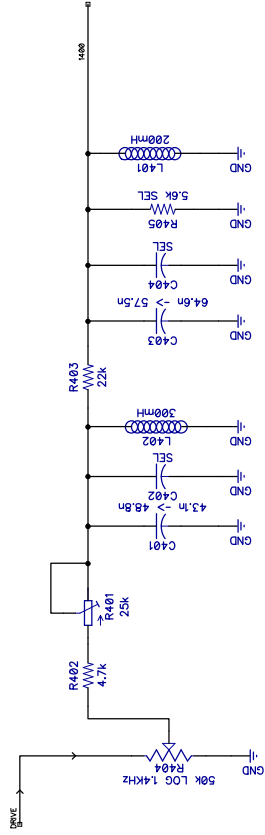 1400
200mH
L401
GND
5.6k SEL
R405
GND
SEL
C404
GND
64.6n -> 57.5n
C403
GND
R403
22k
300mH
L402
GND
SEL
C402
GND
43.1n -> 48.8n
C401
GND
R401
25k
R402
4.7k
R404
50k LOG 1.4KHz
GND
DRIVE